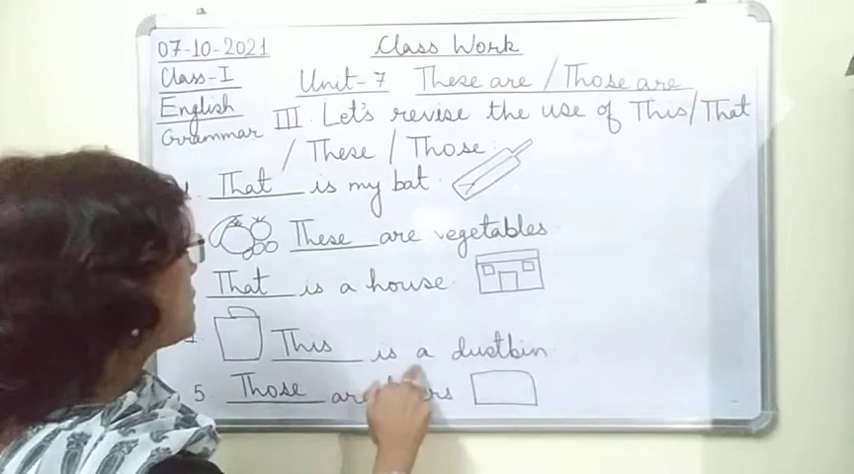 07-10-2021 Class Work
Class-I Unit-7 These are / Those are
English III. Let's revise the use of This/That
Grammar / These / Those.
That is my bat.
These are vegetables
That is a house.
This is a dustbin.
5. Those are